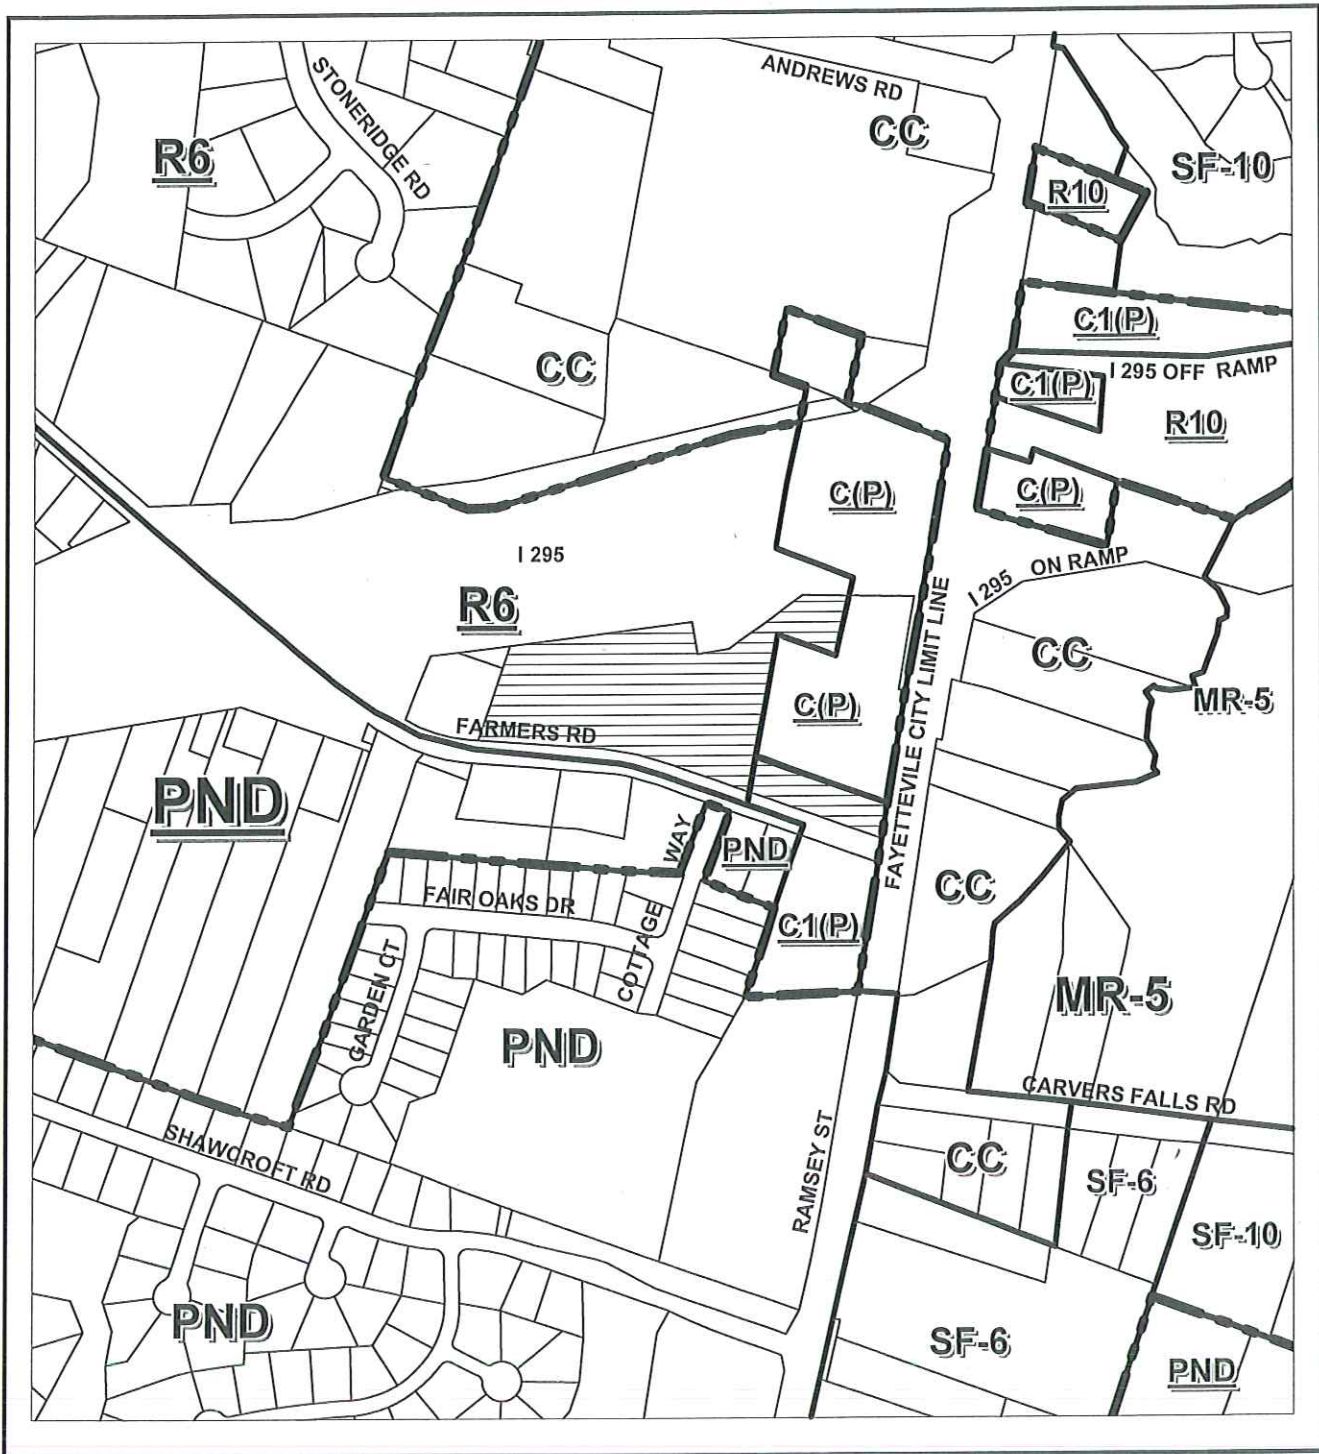 ANDREWS RD
STONERIDGE RD
CC
R6
SF-10
R10
C1(P)
CC
I 295 OFF RAMP
C1(P)
R10
C(P)
C(P)
I 295
I 295 ON RAMP
R6
FAYETTEVILE CITY LIMIT LINE
CC
MR-5
C(P)
FARMERS RD
PND
WAY
PND
CC
FAIR OAKS DR
C1(P)
COTTAGE
GARDEN CT
MR-5
PND
CARVERS FALLS RD
SHAWCROFT RD
RAMSEY ST
CC
SF-6
SF-10
PND
SF-6
PND